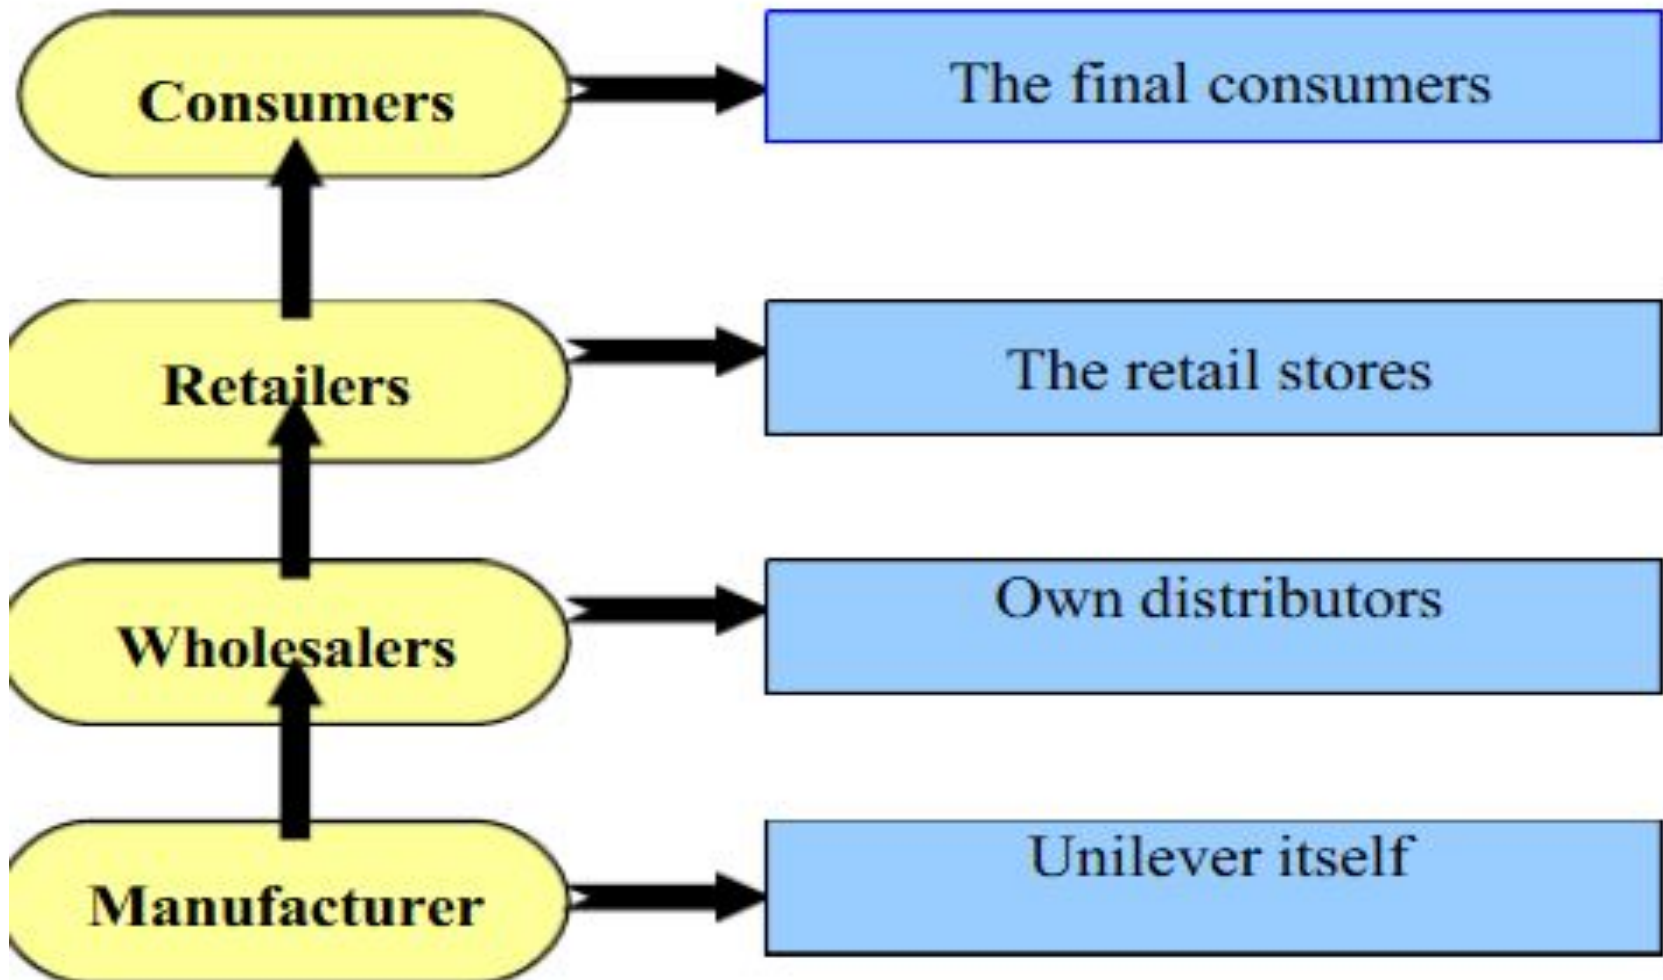 Consumers
The final consumers
Retailers
The retail stores
Wholesalers
Own distributors
Manufacturer
Unilever itself